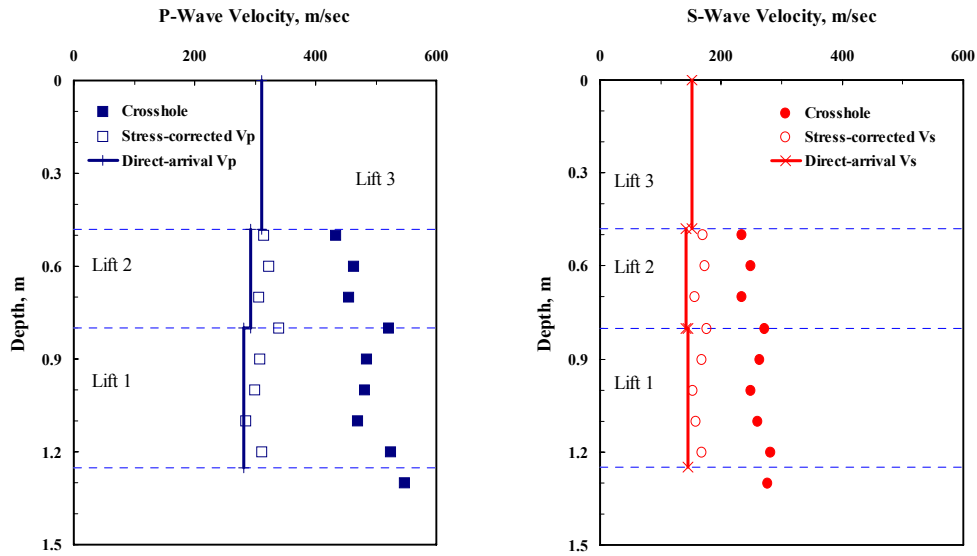 P-Wave Velocity, m/sec
0 200 400 600
0
0.3
0.6
0.9
1.2
1.5
Depth, m
Crosshole
Stress-corrected Vp
Direct-arrival Vp
Lift 3
Lift 2
Lift 1
S-Wave Velocity, m/sec
0 200 400 600
0
0.3
0.6
0.9
1.2
1.5
Depth, m
Crosshole
Stress-corrected Vs
Direct-arrival Vs
Lift 3
Lift 2
Lift 1